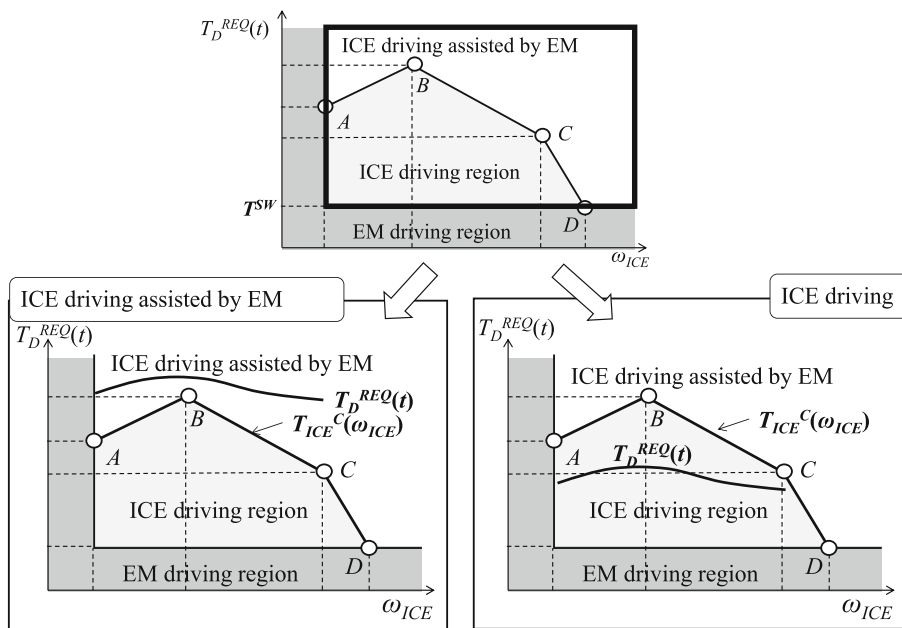 T_D^REQ(t)
ICE driving assisted by EM
B
A
C
ICE driving region
T^SW
D
EM driving region
ω_ICE
ICE driving assisted by EM
T_D^REQ(t)
ICE driving assisted by EM
T_D^REQ(t)
B
T_ICE^C(ω_ICE)
A
C
ICE driving region
D
EM driving region
ω_ICE
ICE driving
T_D^REQ(t)
ICE driving assisted by EM
B
T_ICE^C(ω_ICE)
A
T_D^REQ(t)
C
ICE driving region
D
EM driving region
ω_ICE